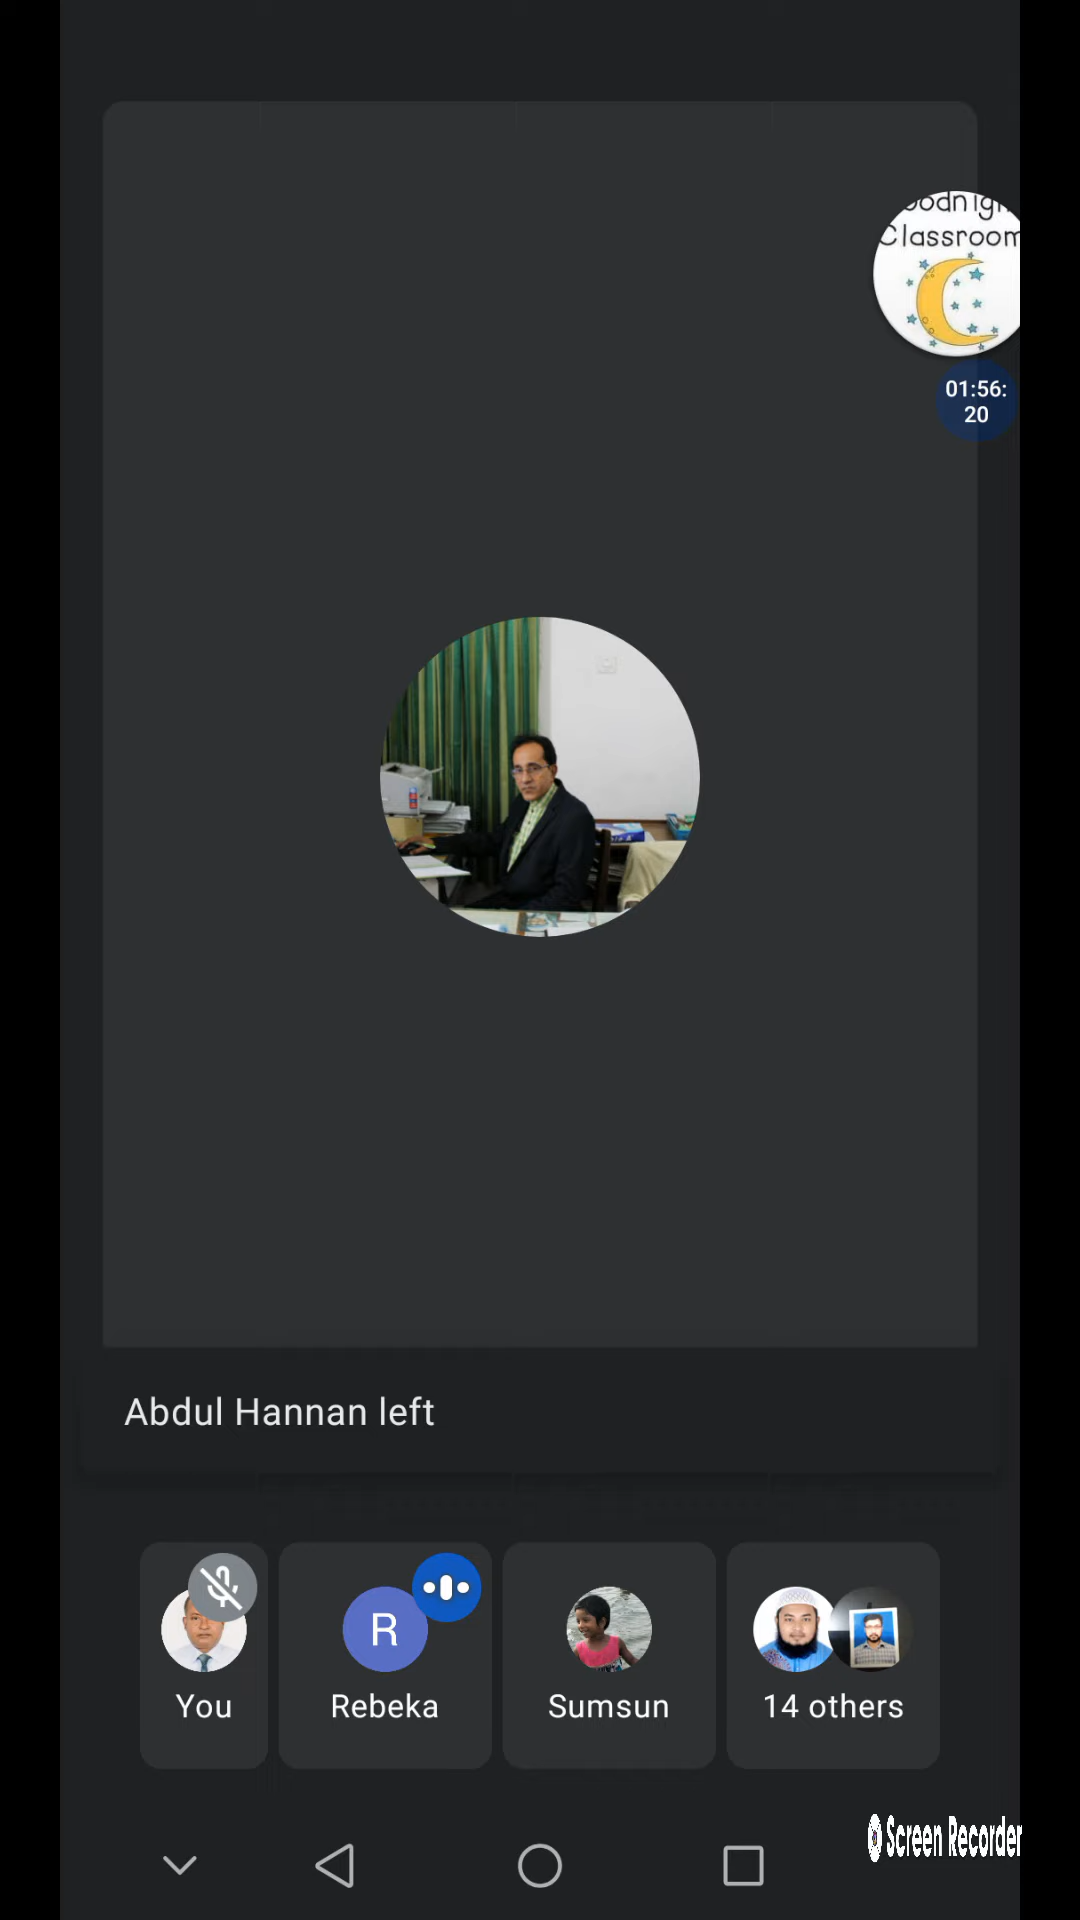 Classroom
01:56:
20
Abdul Hannan left
R
You
Rebeka
Sumsun
14 others
Screen Recorder